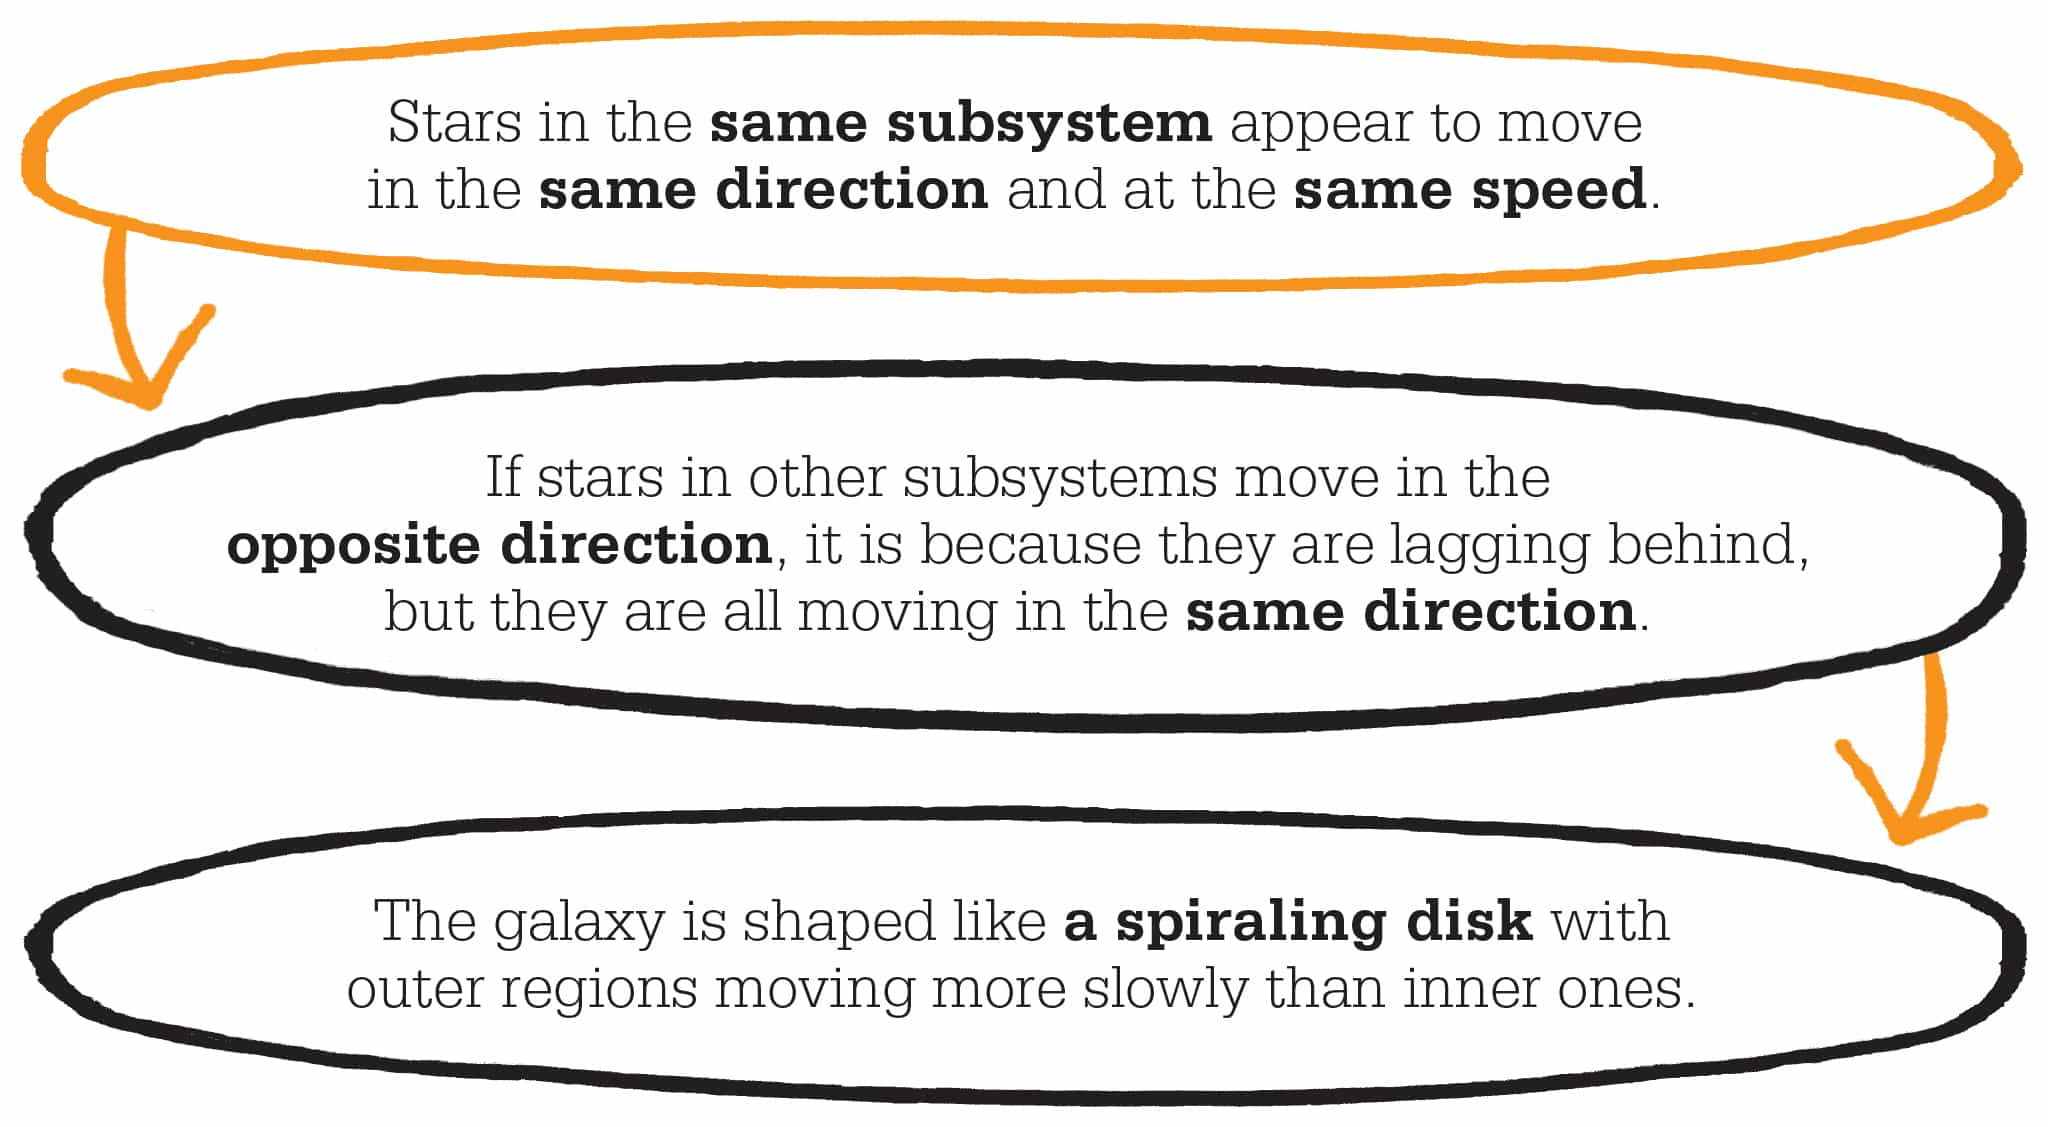 Stars in the same subsystem appear to move
in the same direction and at the same speed.
If stars in other subsystems move in the
opposite direction, it is because they are lagging behind,
but they are all moving in the same direction.
The galaxy is shaped like a spiraling disk with
outer regions moving more slowly than inner ones.